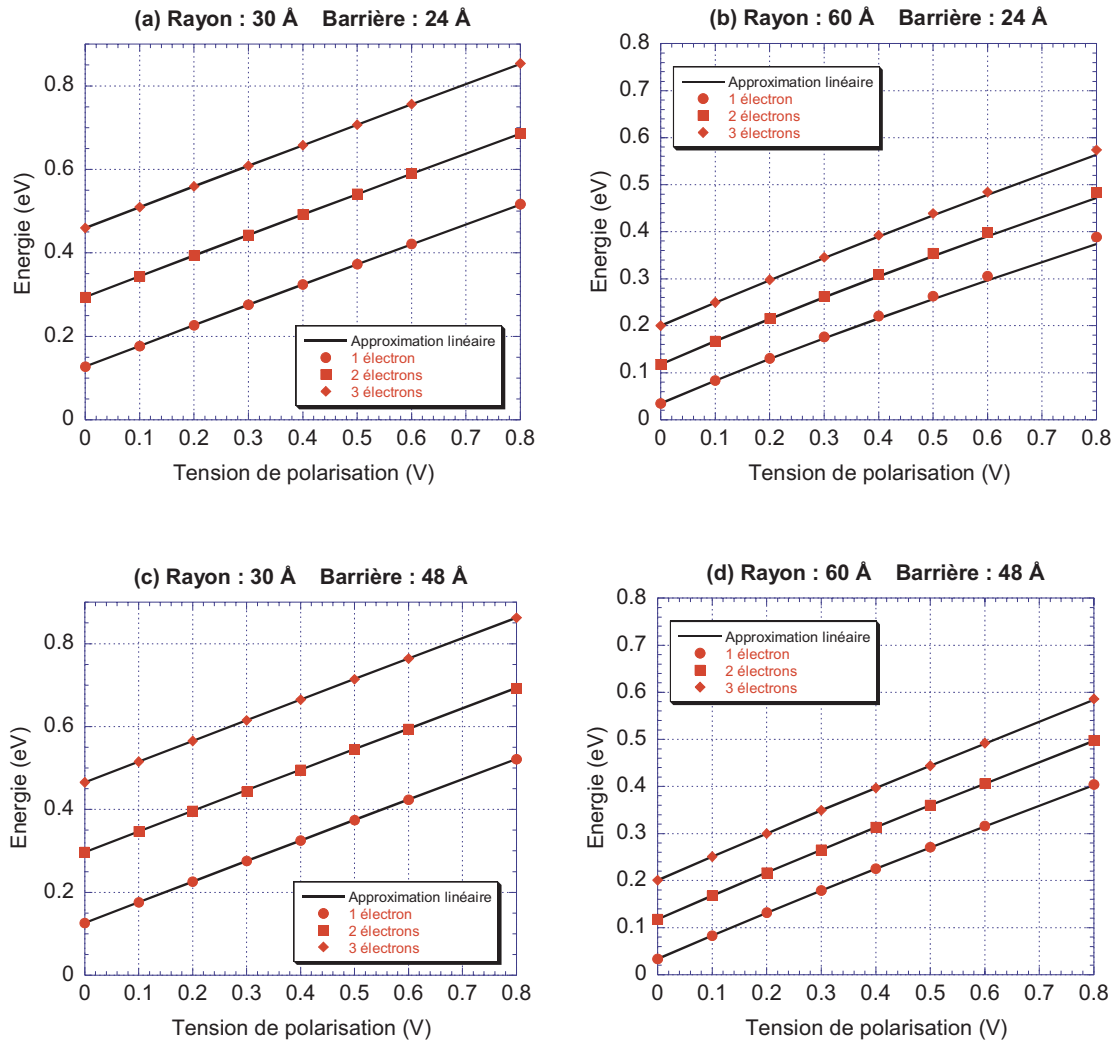 (a) Rayon : 30 Å Barrière : 24 Å
Energie (eV)
0.8
0.6
0.4
0.2
0
Approximation linéaire
1 électron
2 électrons
3 électrons
0 0.1 0.2 0.3 0.4 0.5 0.6 0.7 0.8
Tension de polarisation (V)
(b) Rayon : 60 Å Barrière : 24 Å
Energie (eV)
0.8
0.7
0.6
0.5
0.4
0.3
0.2
0.1
0
Approximation linéaire
1 électron
2 électrons
3 électrons
0 0.1 0.2 0.3 0.4 0.5 0.6 0.7 0.8
Tension de polarisation (V)
(c) Rayon : 30 Å Barrière : 48 Å
Energie (eV)
0.8
0.6
0.4
0.2
0
Approximation linéaire
1 électron
2 électrons
3 électrons
0 0.1 0.2 0.3 0.4 0.5 0.6 0.7 0.8
Tension de polarisation (V)
(d) Rayon : 60 Å Barrière : 48 Å
Energie (eV)
0.8
0.7
0.6
0.5
0.4
0.3
0.2
0.1
0
Approximation linéaire
1 électron
2 électrons
3 électrons
0 0.1 0.2 0.3 0.4 0.5 0.6 0.7 0.8
Tension de polarisation (V)